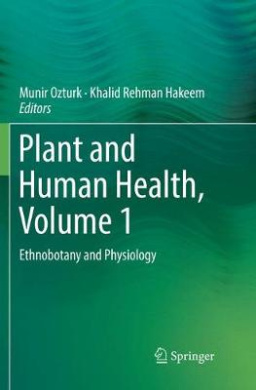 Munir Ozturk · Khalid Rehman Hakeem
Editors
Plant and
Human Health,
Volume 1
Ethnobotany and Physiology
Springer